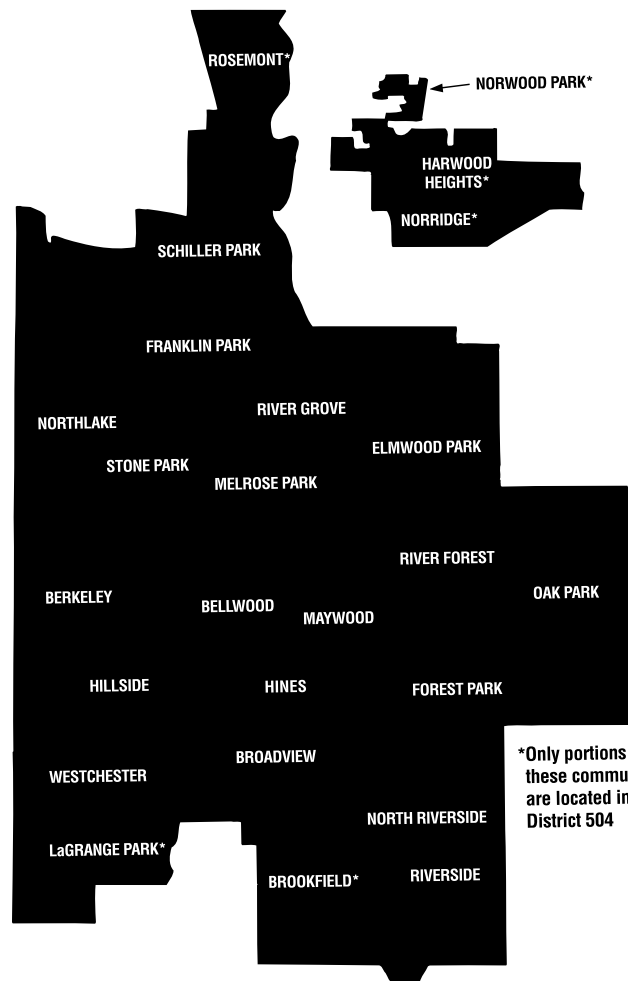 ROSEMONT*
NORWOOD PARK*
HARWOOD
HEIGHTS*
NORRIDGE*
SCHILLER PARK
FRANKLIN PARK
RIVER GROVE
NORTHLAKE
ELMWOOD PARK
STONE PARK
MELROSE PARK
RIVER FOREST
OAK PARK
BERKELEY
BELLWOOD
MAYWOOD
HILLSIDE
HINES
FOREST PARK
BROADVIEW
WESTCHESTER
*Only portions
these commu
are located in
District 504
NORTH RIVERSIDE
LaGRANGE PARK*
BROOKFIELD*
RIVERSIDE